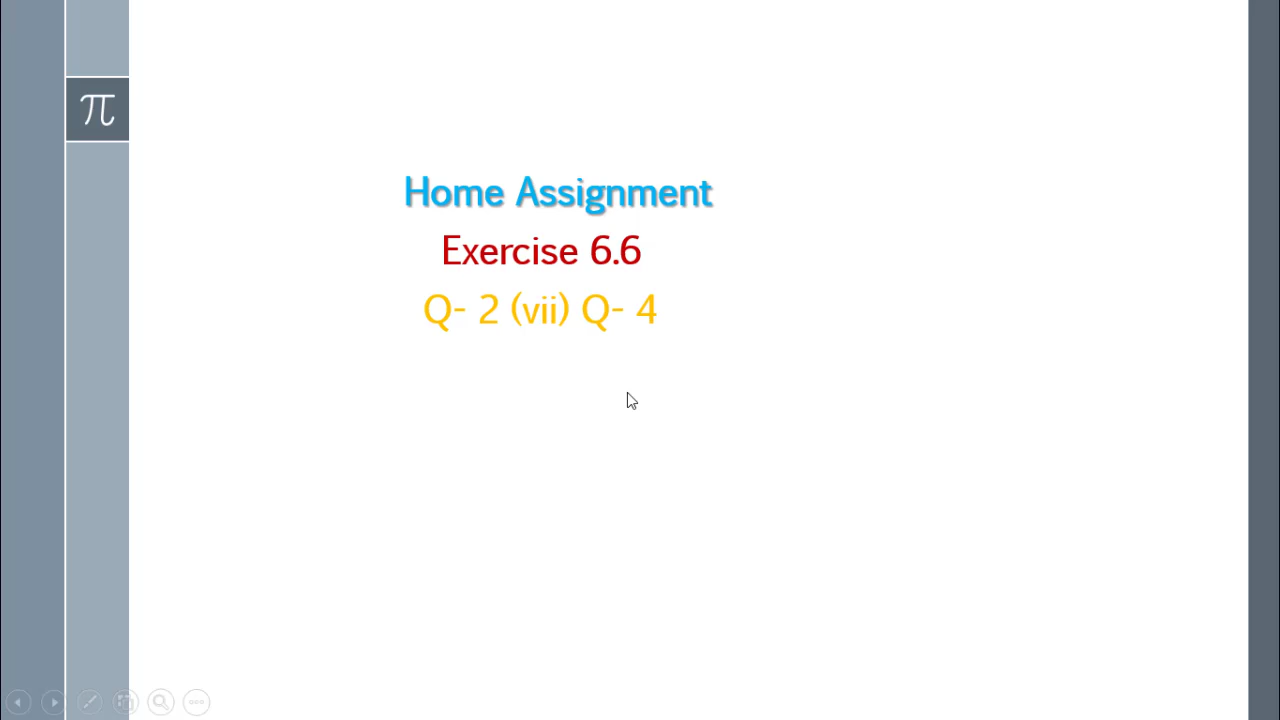 π
Home Assignment
Exercise 6.6
Q- 2 (vii) Q- 4